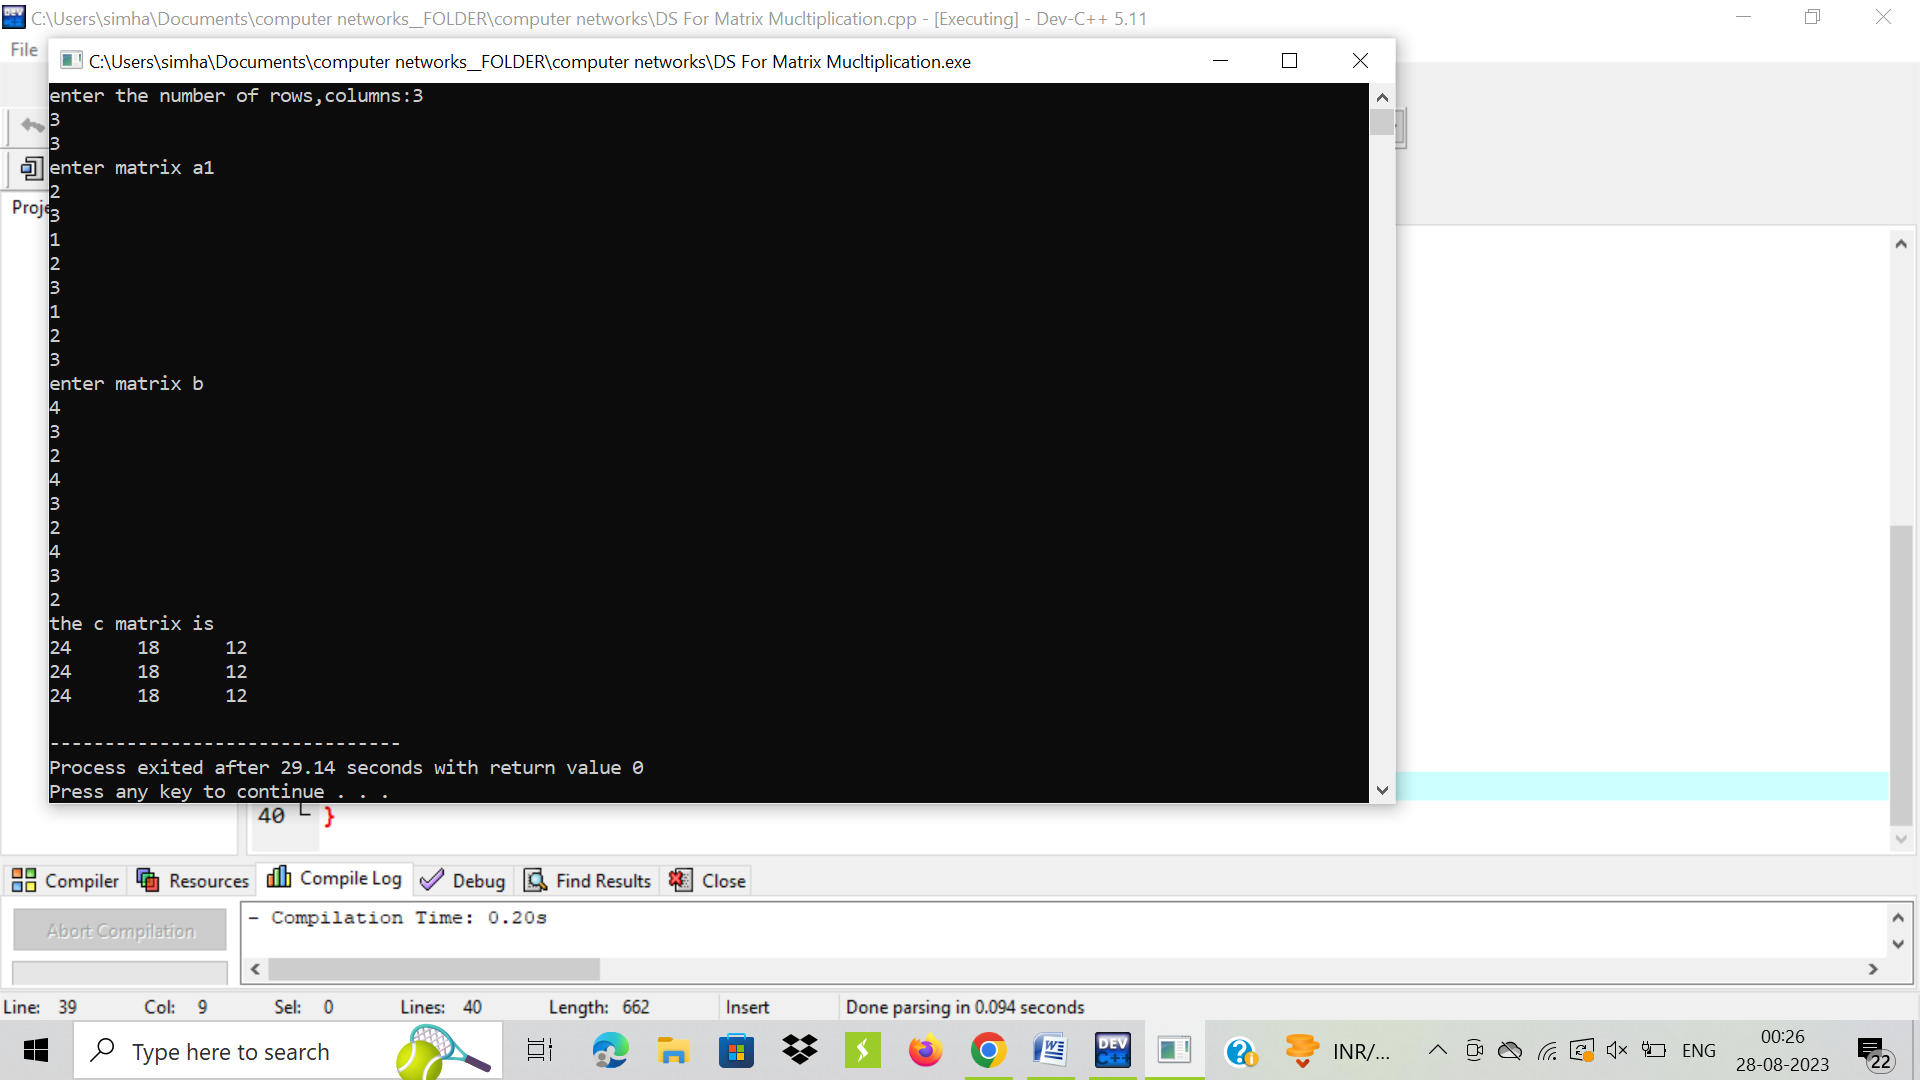 C:\Users\simha\Documents\computer networks__FOLDER\computer networks\DS For Matrix Mucltiplication.cpp - [Executing] - Dev-C++ 5.11
File
C:\Users\simha\Documents\computer networks__FOLDER\computer networks\DS For Matrix Mucltiplication.exe
enter the number of rows,columns:3
3
3
enter matrix a1
2
3
1
2
3
1
2
3
enter matrix b
4
3
2
4
3
2
4
3
2
the c matrix is
24 18 12
24 18 12
24 18 12
--------------------------------
Process exited after 29.14 seconds with return value 0
Press any key to continue . . .
Proje
40 }
Compiler Resources Compile Log Debug Find Results Close
Abort Compilation
- Compilation Time: 0.20s
Line: 39 Col: 9 Sel: 0 Lines: 40 Length: 662 Insert Done parsing in 0.094 seconds
Type here to search
DEV C++
INR/...
ENG
00:26
28-08-2023
22